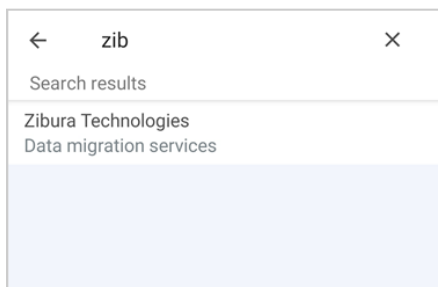 zib
Search results
Zibura Technologies
Data migration services